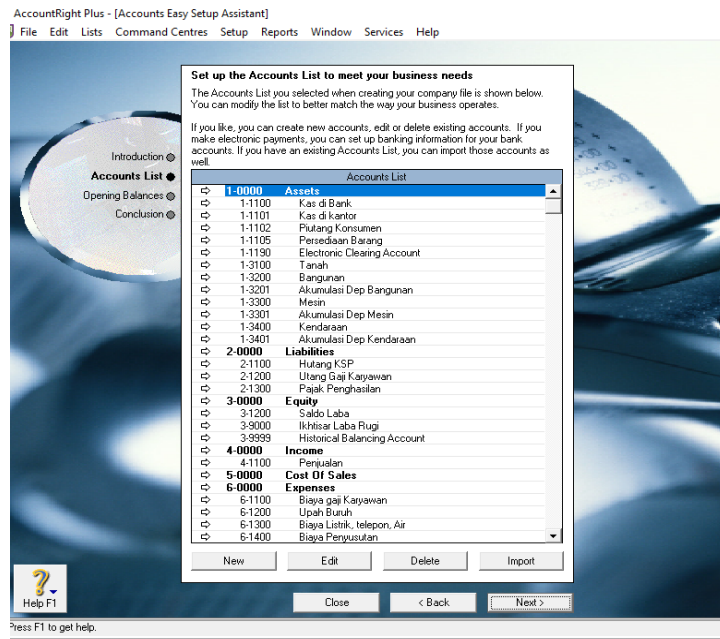 AccountRight Plus - [Accounts Easy Setup Assistant]
File Edit Lists Command Centres Setup Reports Window Services Help
Introduction
Accounts List
Opening Balances
Conclusion
Set up the Accounts List to meet your business needs
The Accounts List you selected when creating your company file is shown below.
You can modify the list to better match the way your business operates.
If you like, you can create new accounts, edit or delete existing accounts. If you
make electronic payments, you can set up banking information for your bank
accounts. If you have an existing Accounts List, you can import those accounts as
well.
Accounts List
1-0000 Assets
1-1100 Kas di Bank
1-1101 Kas di kantor
1-1102 Piutang Konsumen
1-1105 Persediaan Barang
1-1190 Electronic Clearing Account
1-3100 Tanah
1-3200 Bangunan
1-3201 Akumulasi Dep Bangunan
1-3300 Mesin
1-3301 Akumulasi Dep Mesin
1-3400 Kendaraan
1-3401 Akumulasi Dep Kendaraan
2-0000 Liabilities
2-1100 Hutang KSP
2-1200 Utang Gaji Karyawan
2-1300 Pajak Penghasilan
3-0000 Equity
3-1200 Saldo Laba
3-9000 Ikhtisar Laba Rugi
3-9999 Historical Balancing Account
4-0000 Income
4-1100 Penjualan
5-0000 Cost Of Sales
6-0000 Expenses
6-1100 Biaya gaji Karyawan
6-1200 Upah Buruh
6-1300 Biaya Listrik, telepon, Air
6-1400 Biaya Penyusutan
New Edit Delete Import
Help F1
Close < Back Next >
Press F1 to get help.